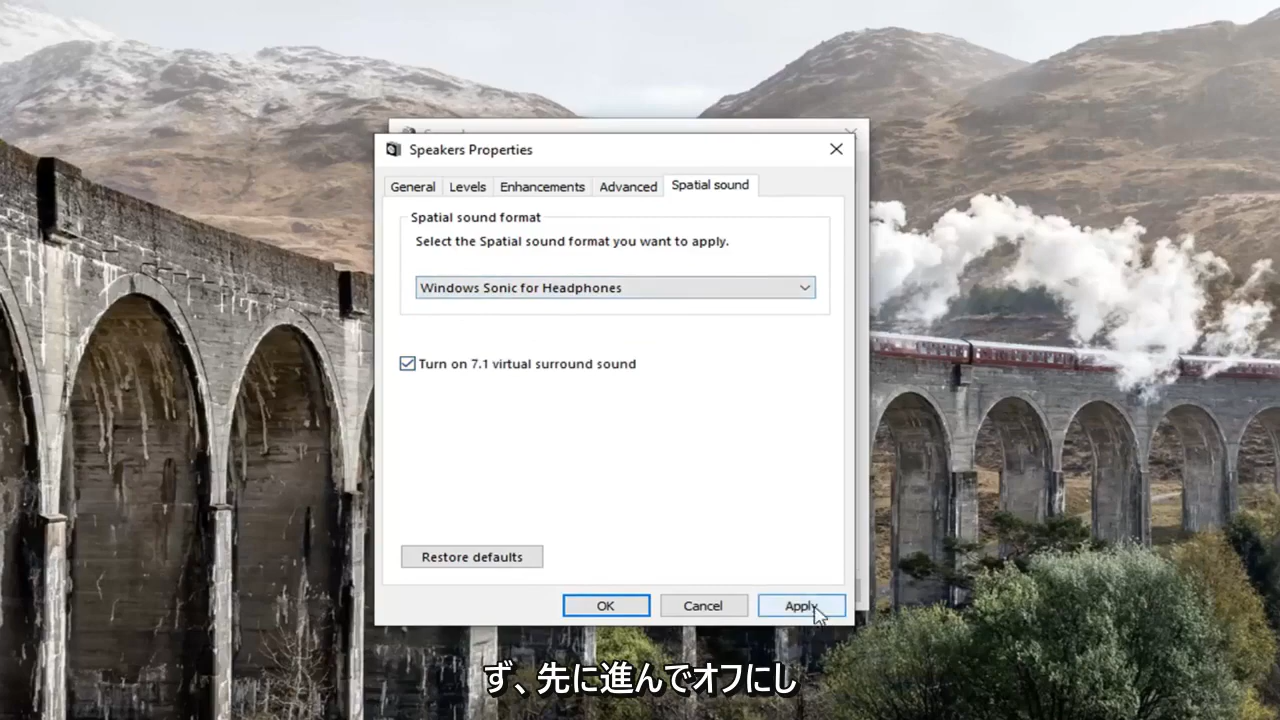 Speakers Properties
General Levels Enhancements Advanced Spatial sound
Spatial sound format
Select the Spatial sound format you want to apply.
Windows Sonic for Headphones
Turn on 7.1 virtual surround sound
Restore defaults
OK Cancel Apply
ず、先に進んでオフにし